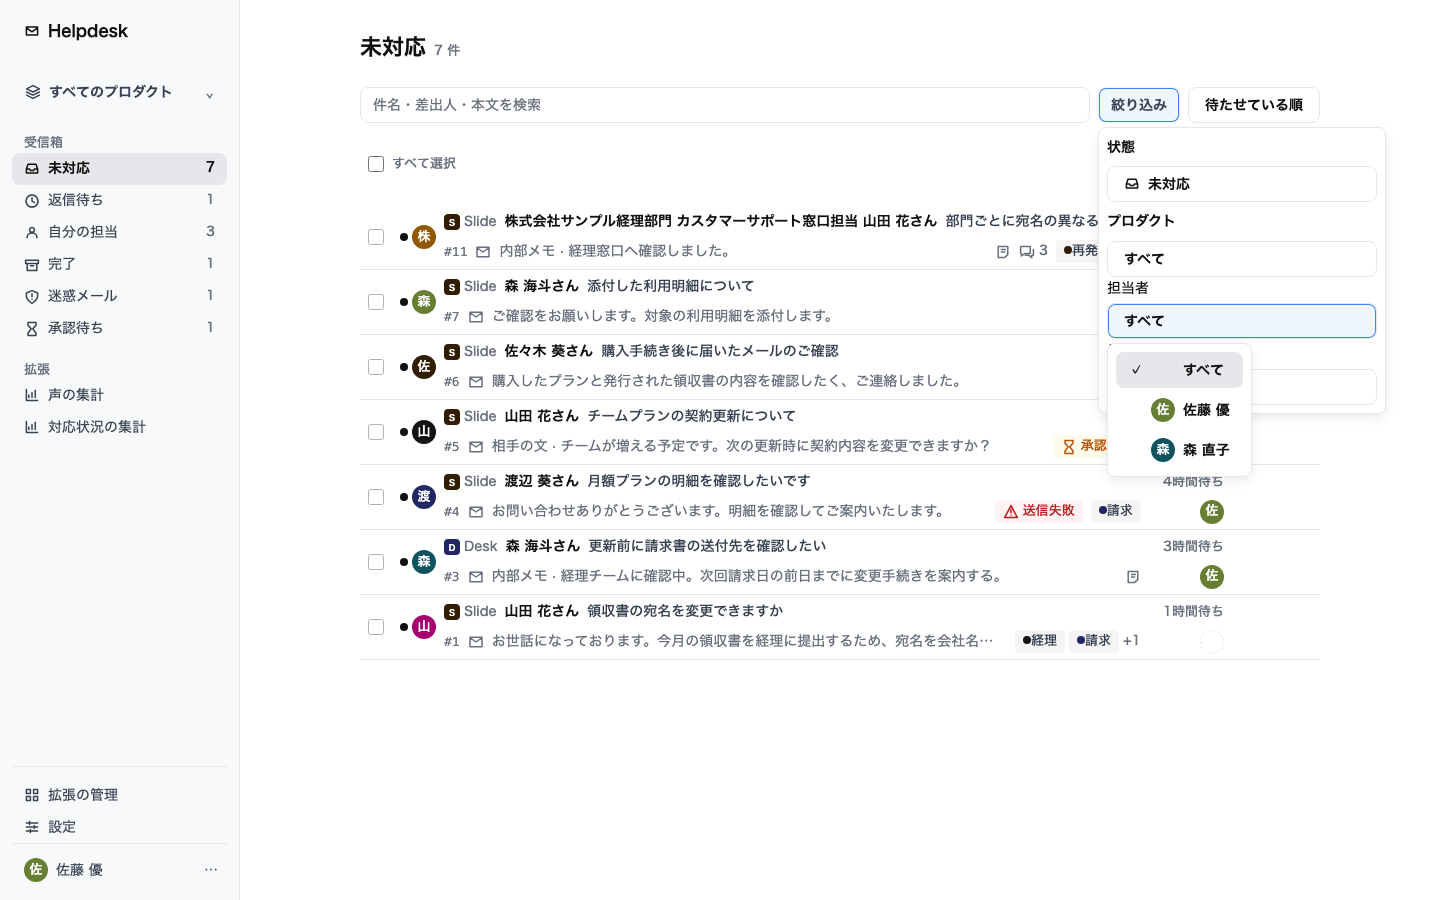 Helpdesk
すべてのプロダクト
受信箱
未対応 7
返信待ち 1
自分の担当 3
完了 1
迷惑メール 1
承認待ち 1
拡張
声の集計
対応状況の集計
拡張の管理
設定
佐 佐藤 優 ...
未対応 7 件
件名・差出人・本文を検索 絞り込み 待たせている順
すべて選択
株 S Slide 株式会社サンプル経理部門 カスタマーサポート窓口担当 山田 花さん 部門ごとに宛名の異なる
#11 内部メモ · 経理窓口へ確認しました。 3 再発
森 S Slide 森 海斗さん 添付した利用明細について
#7 ご確認をお願いします。対象の利用明細を添付します。
佐 S Slide 佐々木 葵さん 購入手続き後に届いたメールのご確認
#6 購入したプランと発行された領収書の内容を確認したく、ご連絡しました。
山 S Slide 山田 花さん チームプランの契約更新について
#5 相手の文 · チームが増える予定です。次の更新時に契約内容を変更できますか？ 承認
渡 S Slide 渡辺 葵さん 月額プランの明細を確認したいです 4時間待ち
#4 お問い合わせありがとうございます。明細を確認してご案内いたします。 送信失敗 請求 佐
森 D Desk 森 海斗さん 更新前に請求書の送付先を確認したい 3時間待ち
#3 内部メモ · 経理チームに確認中。次回請求日の前日までに変更手続きを案内する。 佐
山 S Slide 山田 花さん 領収書の宛名を変更できますか 1時間待ち
#1 お世話になっております。今月の領収書を経理に提出するため、宛名を会社名… 経理 請求 +1
状態
未対応
プロダクト
すべて
担当者
すべて
✓ すべて
佐 佐藤 優
森 森 直子